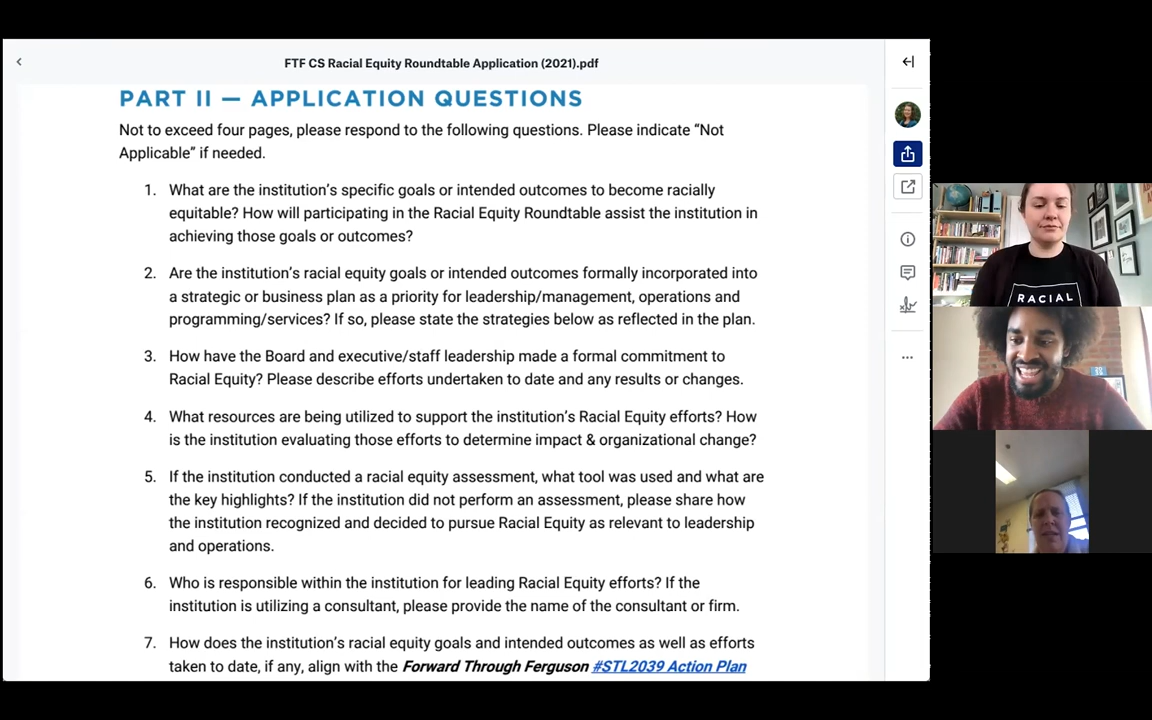 FTF CS Racial Equity Roundtable Application (2021).pdf
PART II — APPLICATION QUESTIONS
Not to exceed four pages, please respond to the following questions. Please indicate “Not
Applicable” if needed.
1. What are the institution’s specific goals or intended outcomes to become racially
equitable? How will participating in the Racial Equity Roundtable assist the institution in
achieving those goals or outcomes?
2. Are the institution’s racial equity goals or intended outcomes formally incorporated into
a strategic or business plan as a priority for leadership/management, operations and
programming/services? If so, please state the strategies below as reflected in the plan.
3. How have the Board and executive/staff leadership made a formal commitment to
Racial Equity? Please describe efforts undertaken to date and any results or changes.
4. What resources are being utilized to support the institution’s Racial Equity efforts? How
is the institution evaluating those efforts to determine impact & organizational change?
5. If the institution conducted a racial equity assessment, what tool was used and what are
the key highlights? If the institution did not perform an assessment, please share how
the institution recognized and decided to pursue Racial Equity as relevant to leadership
and operations.
6. Who is responsible within the institution for leading Racial Equity efforts? If the
institution is utilizing a consultant, please provide the name of the consultant or firm.
7. How does the institution’s racial equity goals and intended outcomes as well as efforts
taken to date, if any, align with the Forward Through Ferguson #STL2039 Action Plan
RACIAL